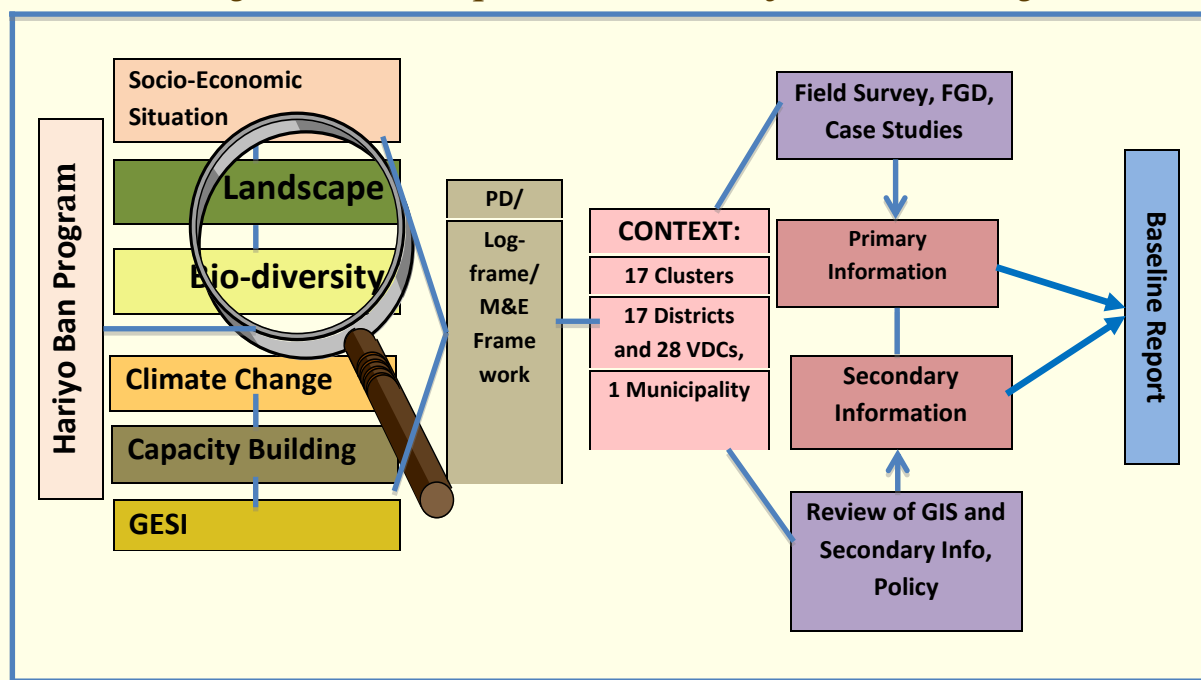 Hariyo Ban Program
Socio-Economic
Situation
Landscape
Bio-diversity
Climate Change
Capacity Building
GESI
PD/
Log-
frame/
M&E
Frame
work
CONTEXT:
17 Clusters
17 Districts
and 28 VDCs,
1 Municipality
Field Survey, FGD,
Case Studies
Primary
Information
Secondary
Information
Review of GIS and
Secondary Info,
Policy
Baseline Report